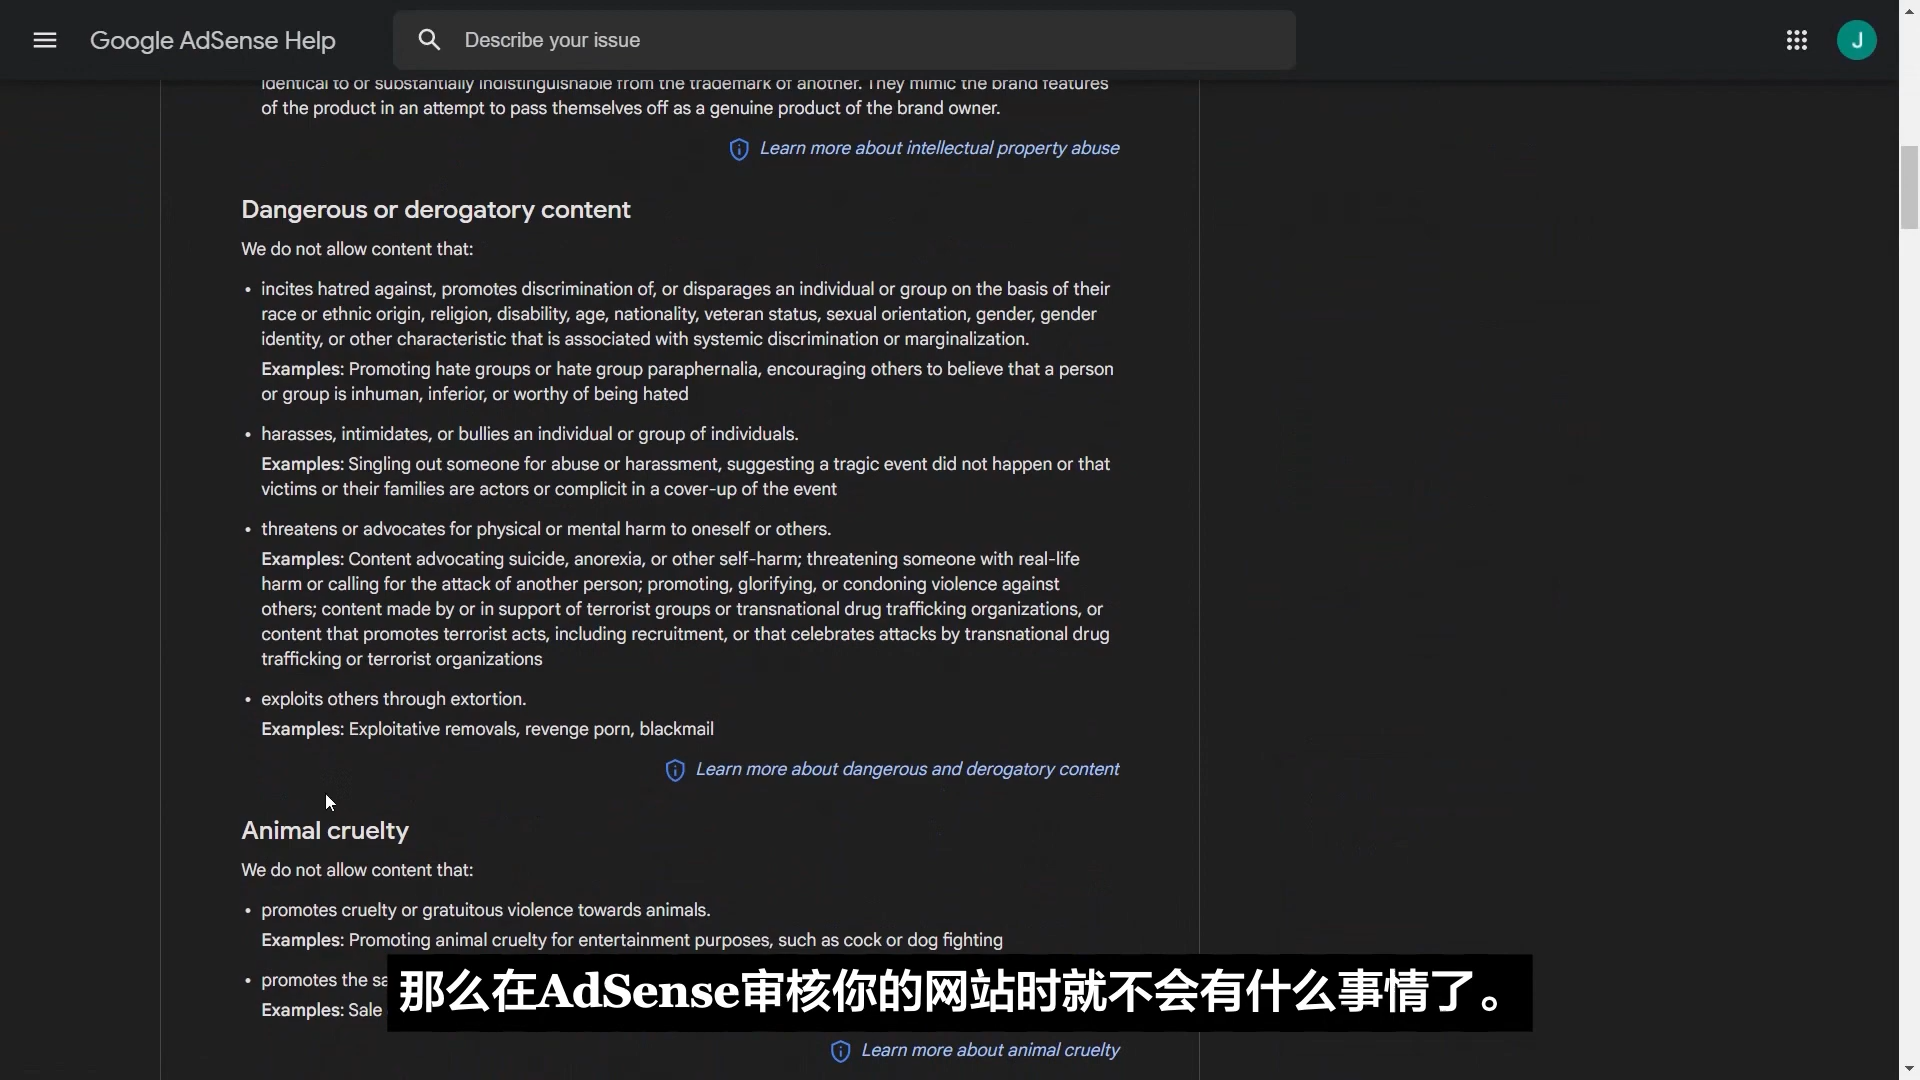 Google AdSense Help
Describe your issue
J
identical to or substantially indistinguishable from the trademark of another. They mimic the brand features
of the product in an attempt to pass themselves off as a genuine product of the brand owner.
Learn more about intellectual property abuse
Dangerous or derogatory content
We do not allow content that:
• incites hatred against, promotes discrimination of, or disparages an individual or group on the basis of their
race or ethnic origin, religion, disability, age, nationality, veteran status, sexual orientation, gender, gender
identity, or other characteristic that is associated with systemic discrimination or marginalization.
Examples: Promoting hate groups or hate group paraphernalia, encouraging others to believe that a person
or group is inhuman, inferior, or worthy of being hated
• harasses, intimidates, or bullies an individual or group of individuals.
Examples: Singling out someone for abuse or harassment, suggesting a tragic event did not happen or that
victims or their families are actors or complicit in a cover-up of the event
• threatens or advocates for physical or mental harm to oneself or others.
Examples: Content advocating suicide, anorexia, or other self-harm; threatening someone with real-life
harm or calling for the attack of another person; promoting, glorifying, or condoning violence against
others; content made by or in support of terrorist groups or transnational drug trafficking organizations, or
content that promotes terrorist acts, including recruitment, or that celebrates attacks by transnational drug
trafficking or terrorist organizations
• exploits others through extortion.
Examples: Exploitative removals, revenge porn, blackmail
Learn more about dangerous and derogatory content
Animal cruelty
We do not allow content that:
• promotes cruelty or gratuitous violence towards animals.
Examples: Promoting animal cruelty for entertainment purposes, such as cock or dog fighting
• promotes the sa
Examples: Sale
那么在AdSense审核你的网站时就不会有什么事情了。
Learn more about animal cruelty